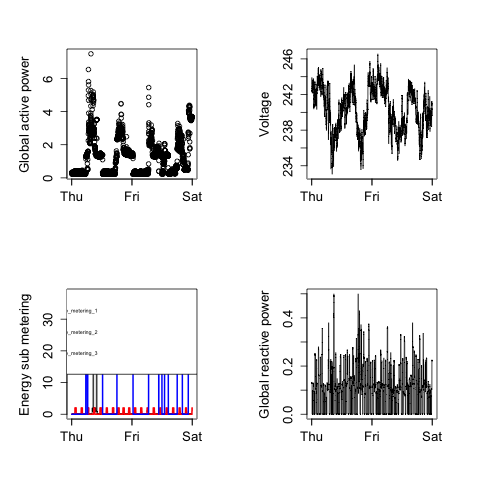 Global active power
6
4
2
0
Thu Fri Sat
Voltage
246
242
238
234
Thu Fri Sat
Energy sub metering
30
20
10
0
_metering_1
_metering_2
_metering_3
Thu Fri Sat
Global reactive power
0.4
0.2
0.0
Thu Fri Sat